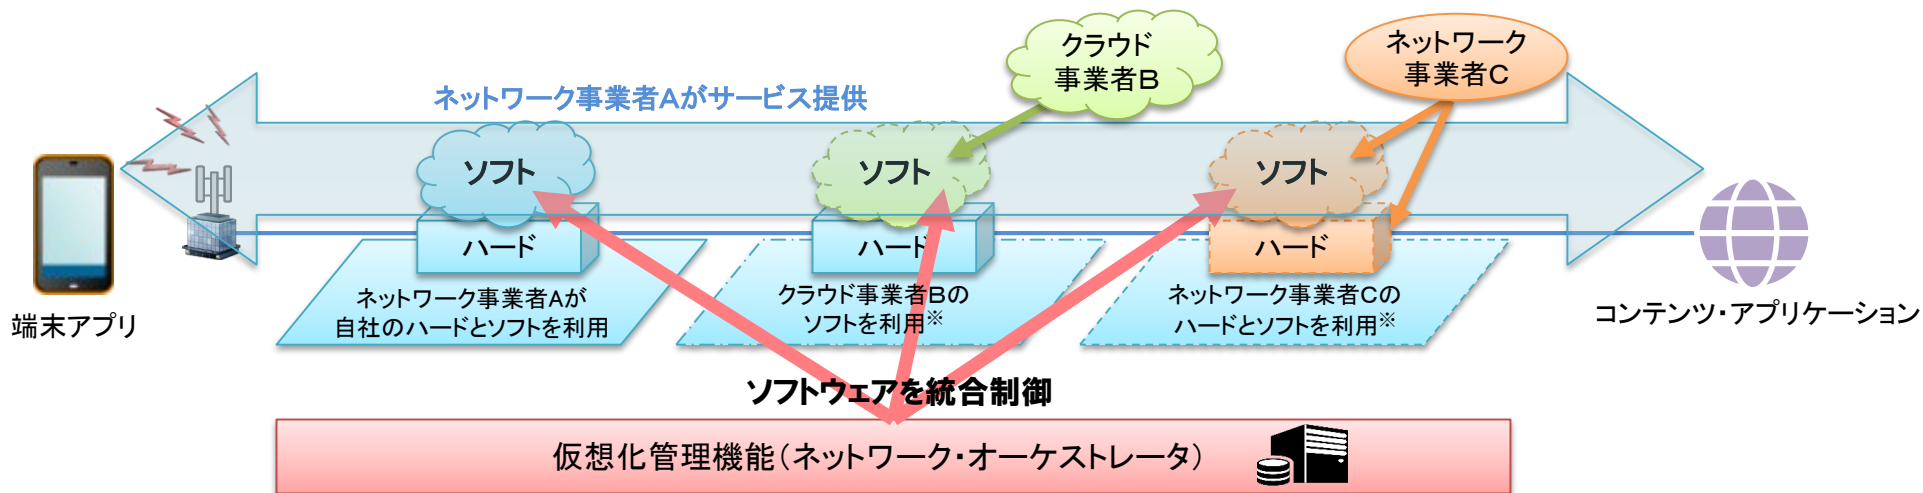 クラウド
事業者B
ネットワーク
事業者C
ネットワーク事業者Aがサービス提供
ソフト
ソフト
ソフト
ハード
ハード
ハード
ネットワーク事業者Aが
自社のハードとソフトを利用
クラウド事業者Bの
ソフトを利用※
ネットワーク事業者Cの
ハードとソフトを利用※
端末アプリ
コンテンツ・アプリケーション
ソフトウェアを統合制御
仮想化管理機能(ネットワーク・オーケストレータ)